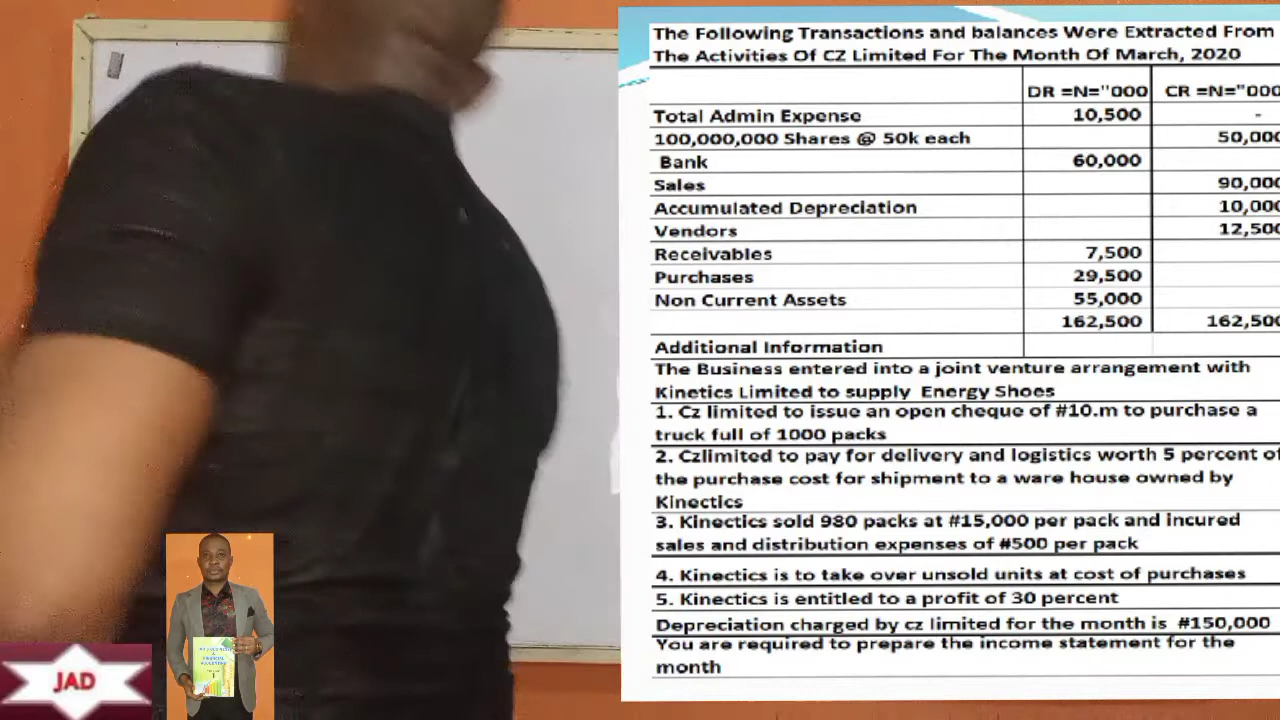 The Following Transactions and balances Were Extracted From
The Activities Of CZ Limited For The Month Of March, 2020
DR =N="000 CR =N="000
Total Admin Expense 10,500 -
100,000,000 Shares @ 50k each 50,000
Bank 60,000
Sales 90,000
Accumulated Depreciation 10,000
Vendors 12,500
Receivables 7,500
Purchases 29,500
Non Current Assets 55,000
162,500 162,500
Additional Information
The Business entered into a joint venture arrangement with
Kinetics Limited to supply Energy Shoes
1. Cz limited to issue an open cheque of #10.m to purchase a
truck full of 1000 packs
2. Czlimited to pay for delivery and logistics worth 5 percent of
the purchase cost for shipment to a ware house owned by
Kinectics
3. Kinectics sold 980 packs at #15,000 per pack and incured
sales and distribution expenses of #500 per pack
4. Kinectics is to take over unsold units at cost of purchases
5. Kinectics is entitled to a profit of 30 percent
Depreciation charged by cz limited for the month is #150,000
You are required to prepare the income statement for the
month
JAD